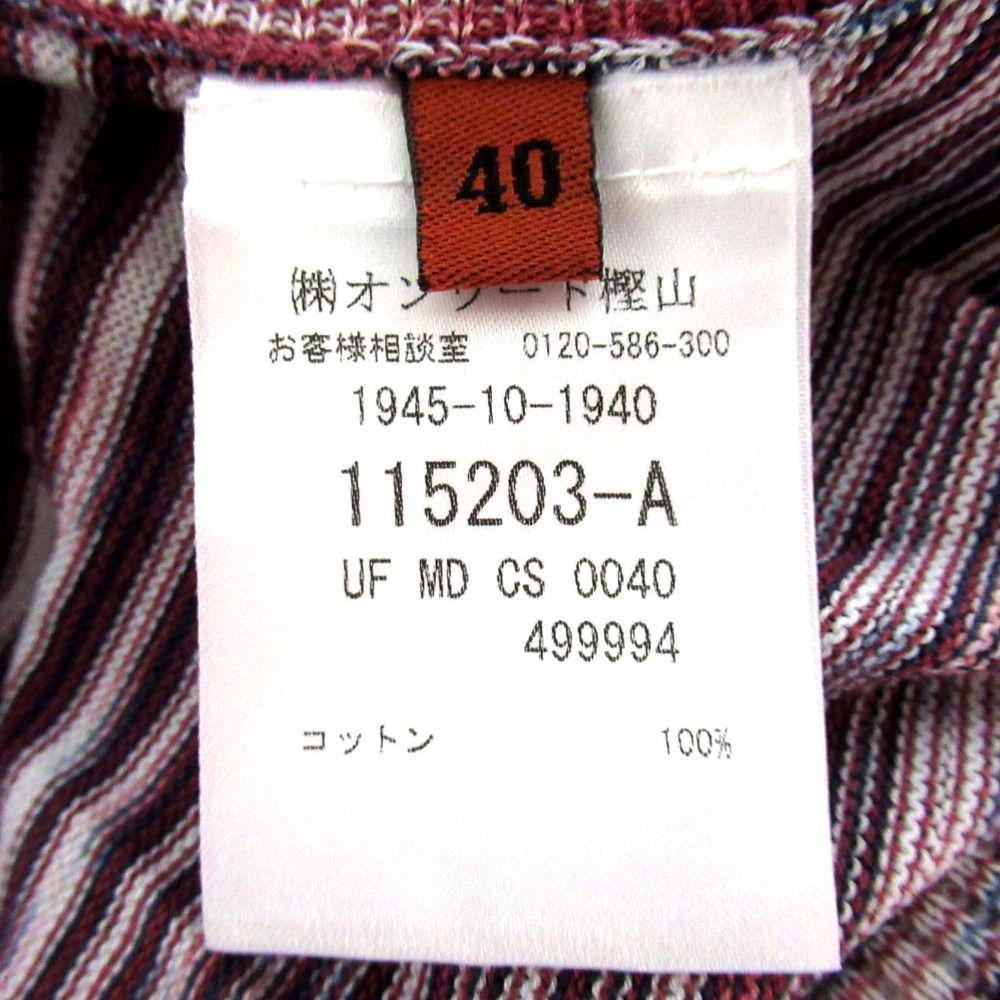 40
㈱オンワード樫山
お客様相談室 0120-586-300
1945-10-1940
115203-A
UF MD CS 0040
499994
コットン 100%